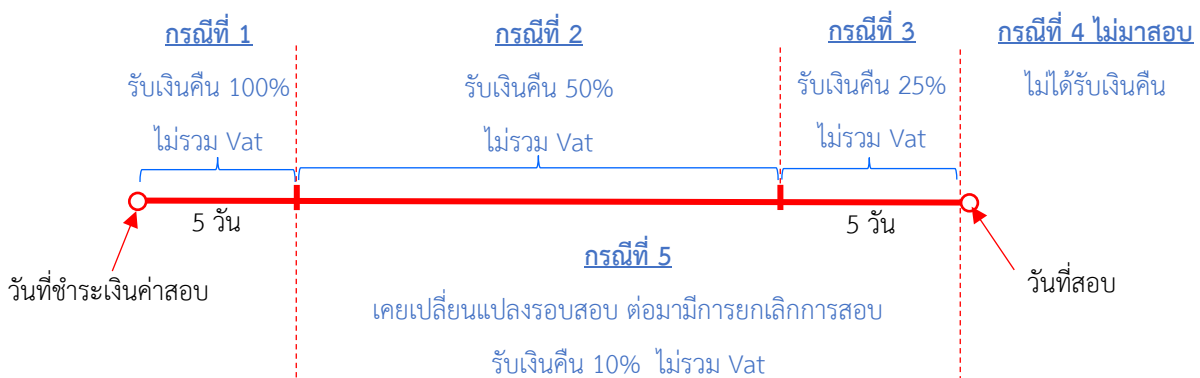 กรณีที่ 1
รับเงินคืน 100%
ไม่รวม Vat
กรณีที่ 2
รับเงินคืน 50%
ไม่รวม Vat
กรณีที่ 3
รับเงินคืน 25%
ไม่รวม Vat
กรณีที่ 4 ไม่มาสอบ
ไม่ได้รับเงินคืน
5 วัน
5 วัน
วันที่ชำระเงินค่าสอบ
วันที่สอบ
กรณีที่ 5
เคยเปลี่ยนแปลงรอบสอบ ต่อมามีการยกเลิกการสอบ
รับเงินคืน 10% ไม่รวม Vat